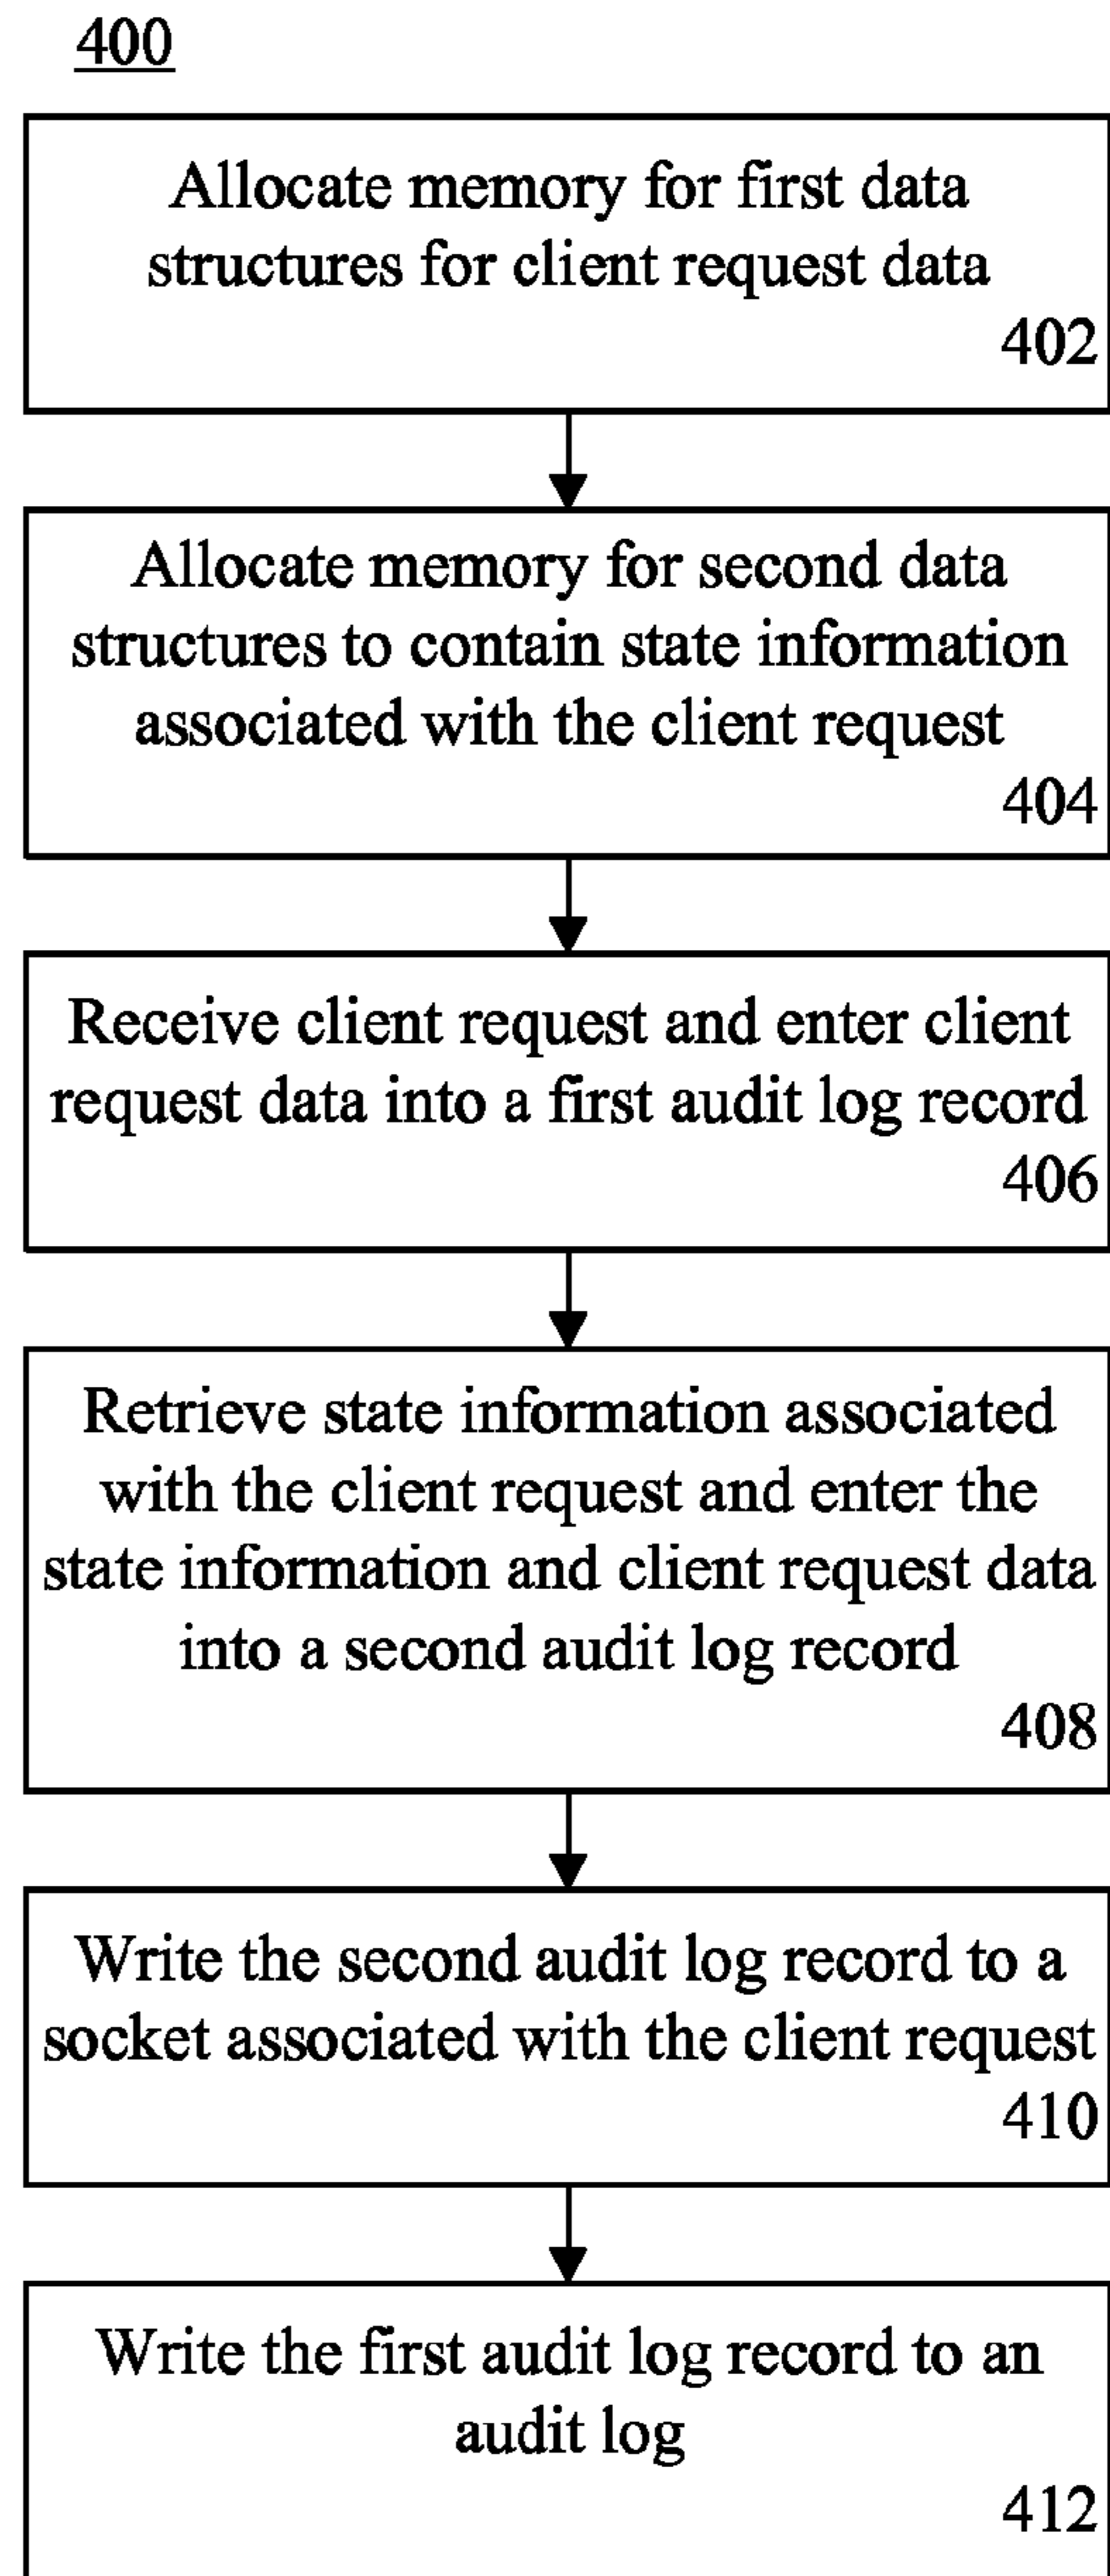 400
Allocate memory for first data
structures for client request data
402
Allocate memory for second data
structures to contain state information
associated with the client request
404
Receive client request and enter client
request data into a first audit log record
406
Retrieve state information associated
with the client request and enter the
state information and client request data
into a second audit log record
408
Write the second audit log record to a
socket associated with the client request
410
Write the first audit log record to an
audit log
412